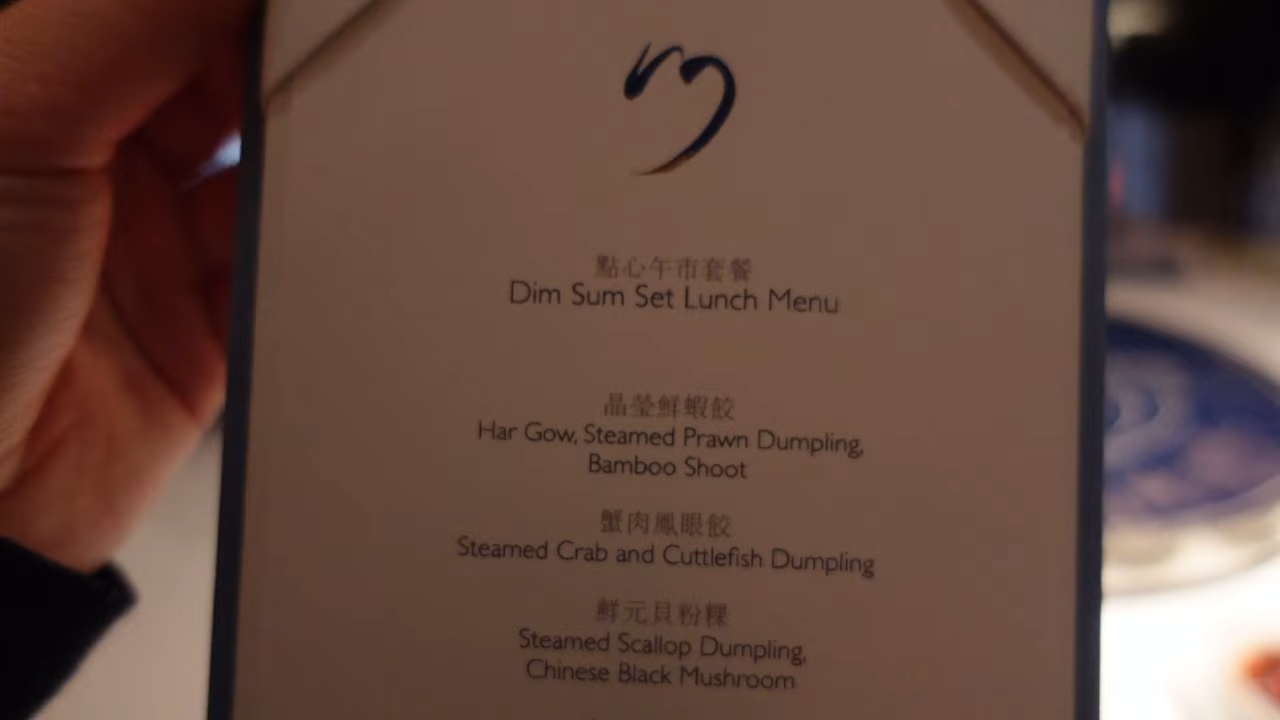 點心午市套餐
Dim Sum Set Lunch Menu
晶瑩鮮蝦餃
Har Gow, Steamed Prawn Dumpling,
Bamboo Shoot
蟹肉鳳眼餃
Steamed Crab and Cuttlefish Dumpling
鮮元貝粉粿
Steamed Scallop Dumpling,
Chinese Black Mushroom